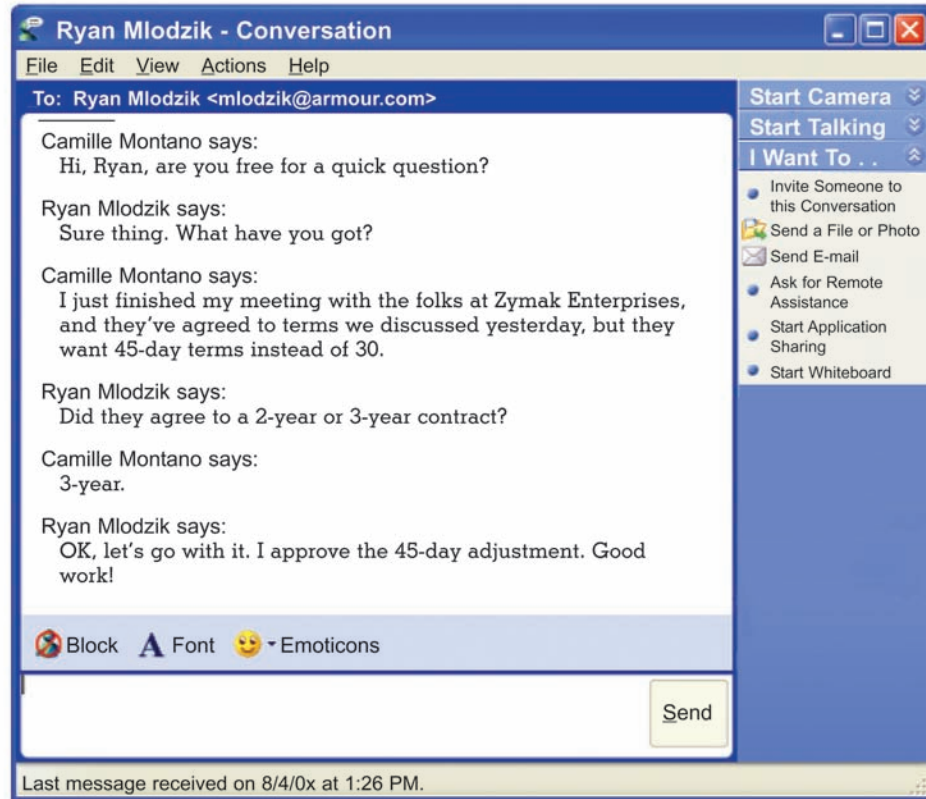 Ryan Mlodzik - Conversation
File Edit View Actions Help
To: Ryan Mlodzik <mlodzik@armour.com>
Camille Montano says:
Hi, Ryan, are you free for a quick question?
Ryan Mlodzik says:
Sure thing. What have you got?
Camille Montano says:
I just finished my meeting with the folks at Zymak Enterprises,
and they've agreed to terms we discussed yesterday, but they
want 45-day terms instead of 30.
Ryan Mlodzik says:
Did they agree to a 2-year or 3-year contract?
Camille Montano says:
3-year.
Ryan Mlodzik says:
OK, let's go with it. I approve the 45-day adjustment. Good
work!
Block Font Emoticons
Send
Start Camera
Start Talking
I Want To . .
Invite Someone to
this Conversation
Send a File or Photo
Send E-mail
Ask for Remote
Assistance
Start Application
Sharing
Start Whiteboard
Last message received on 8/4/0x at 1:26 PM.